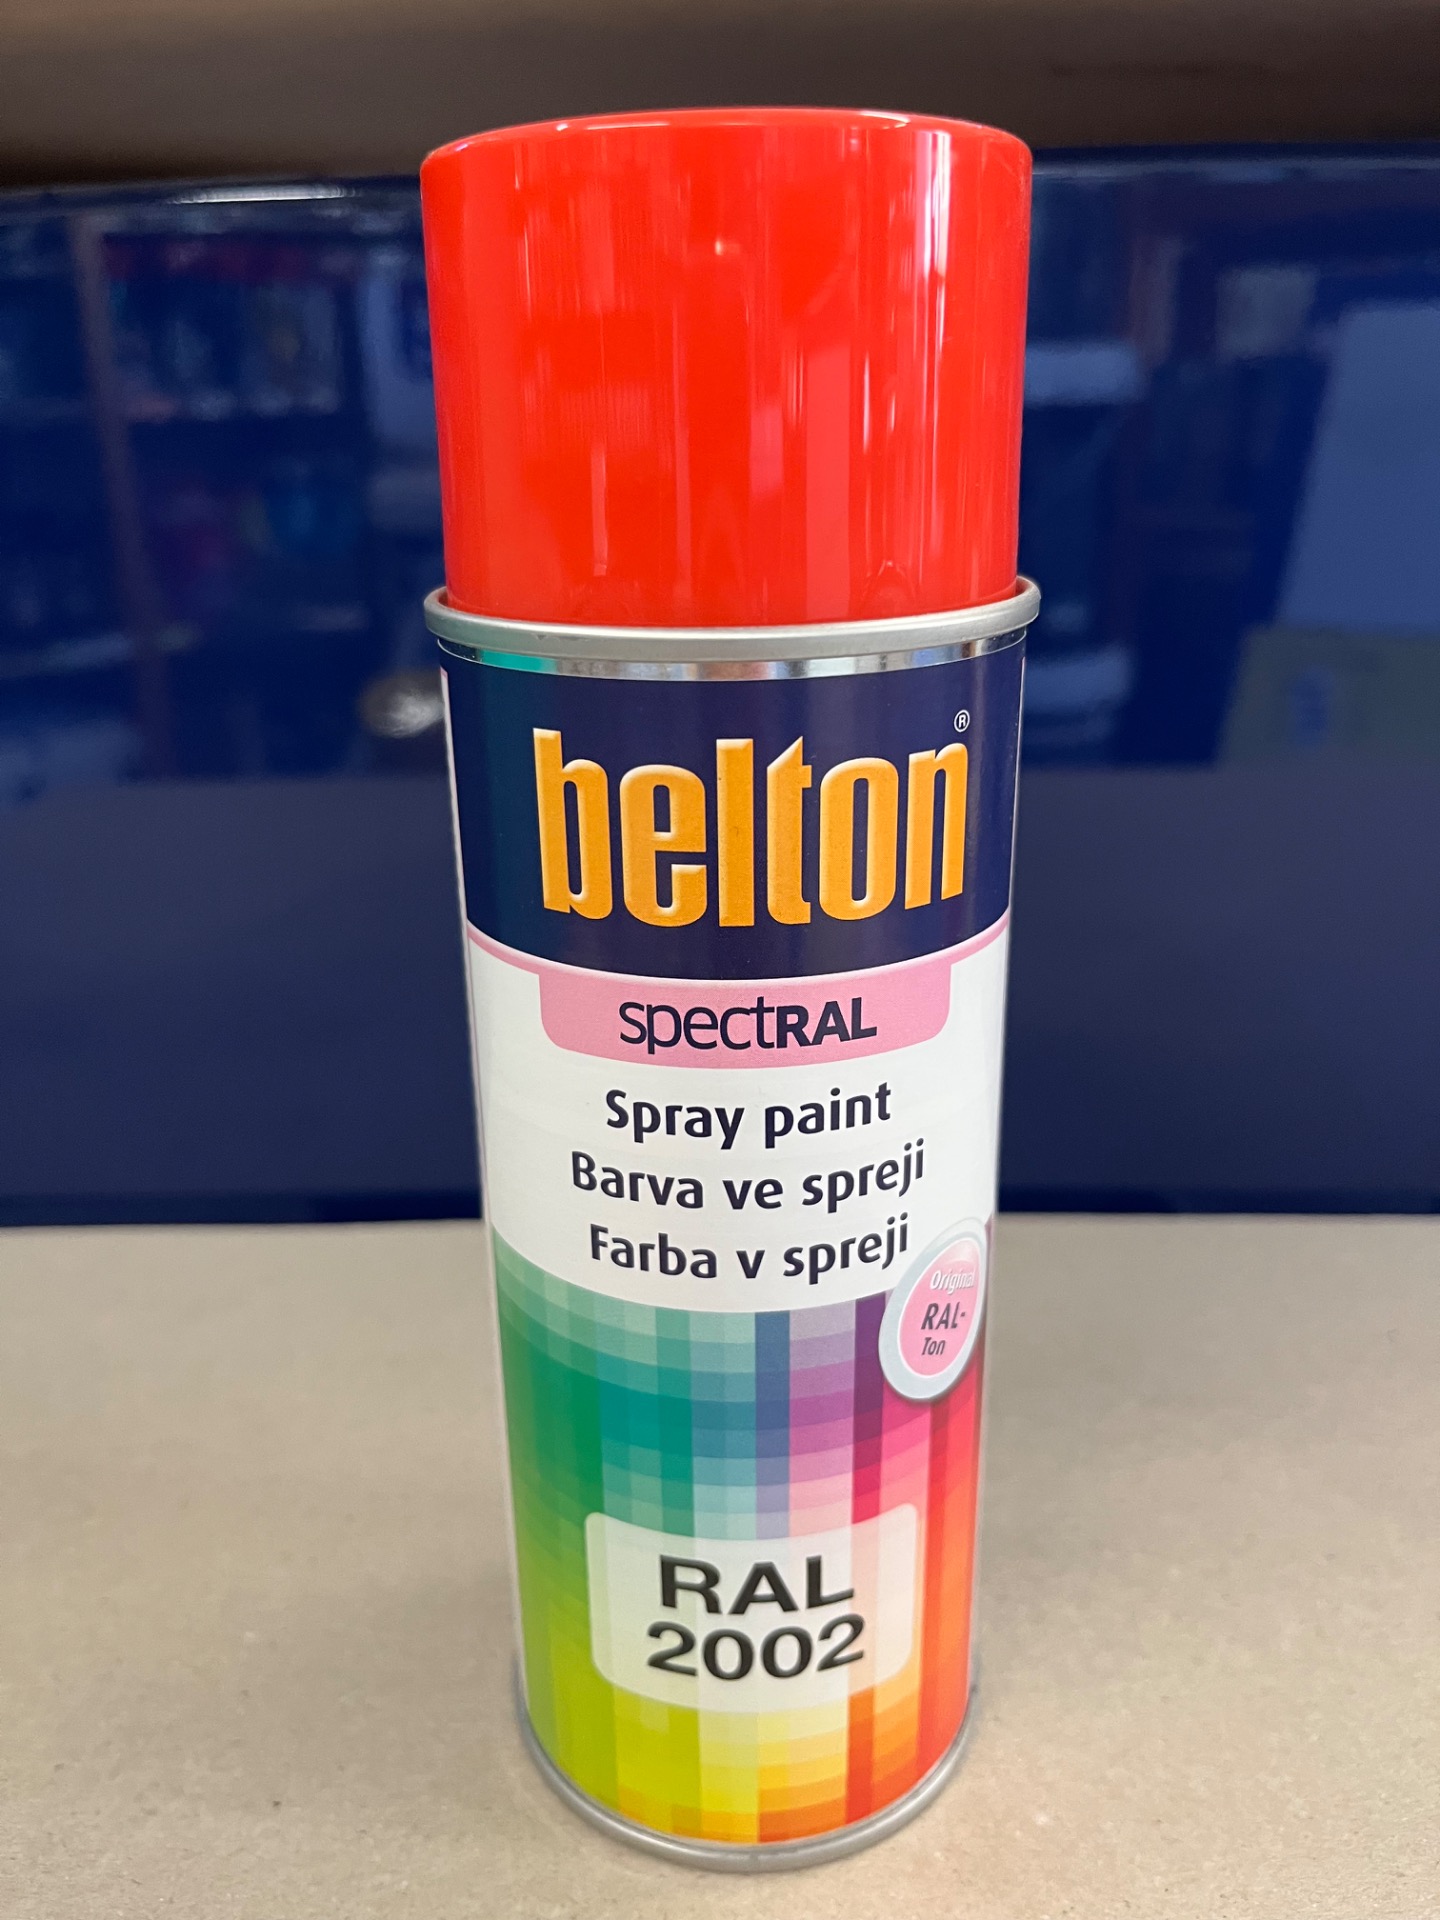 belton®
spectRAL
Spray paint
Barva ve spreji
Farba v spreji
Original
RAL-
Ton
RAL
2002